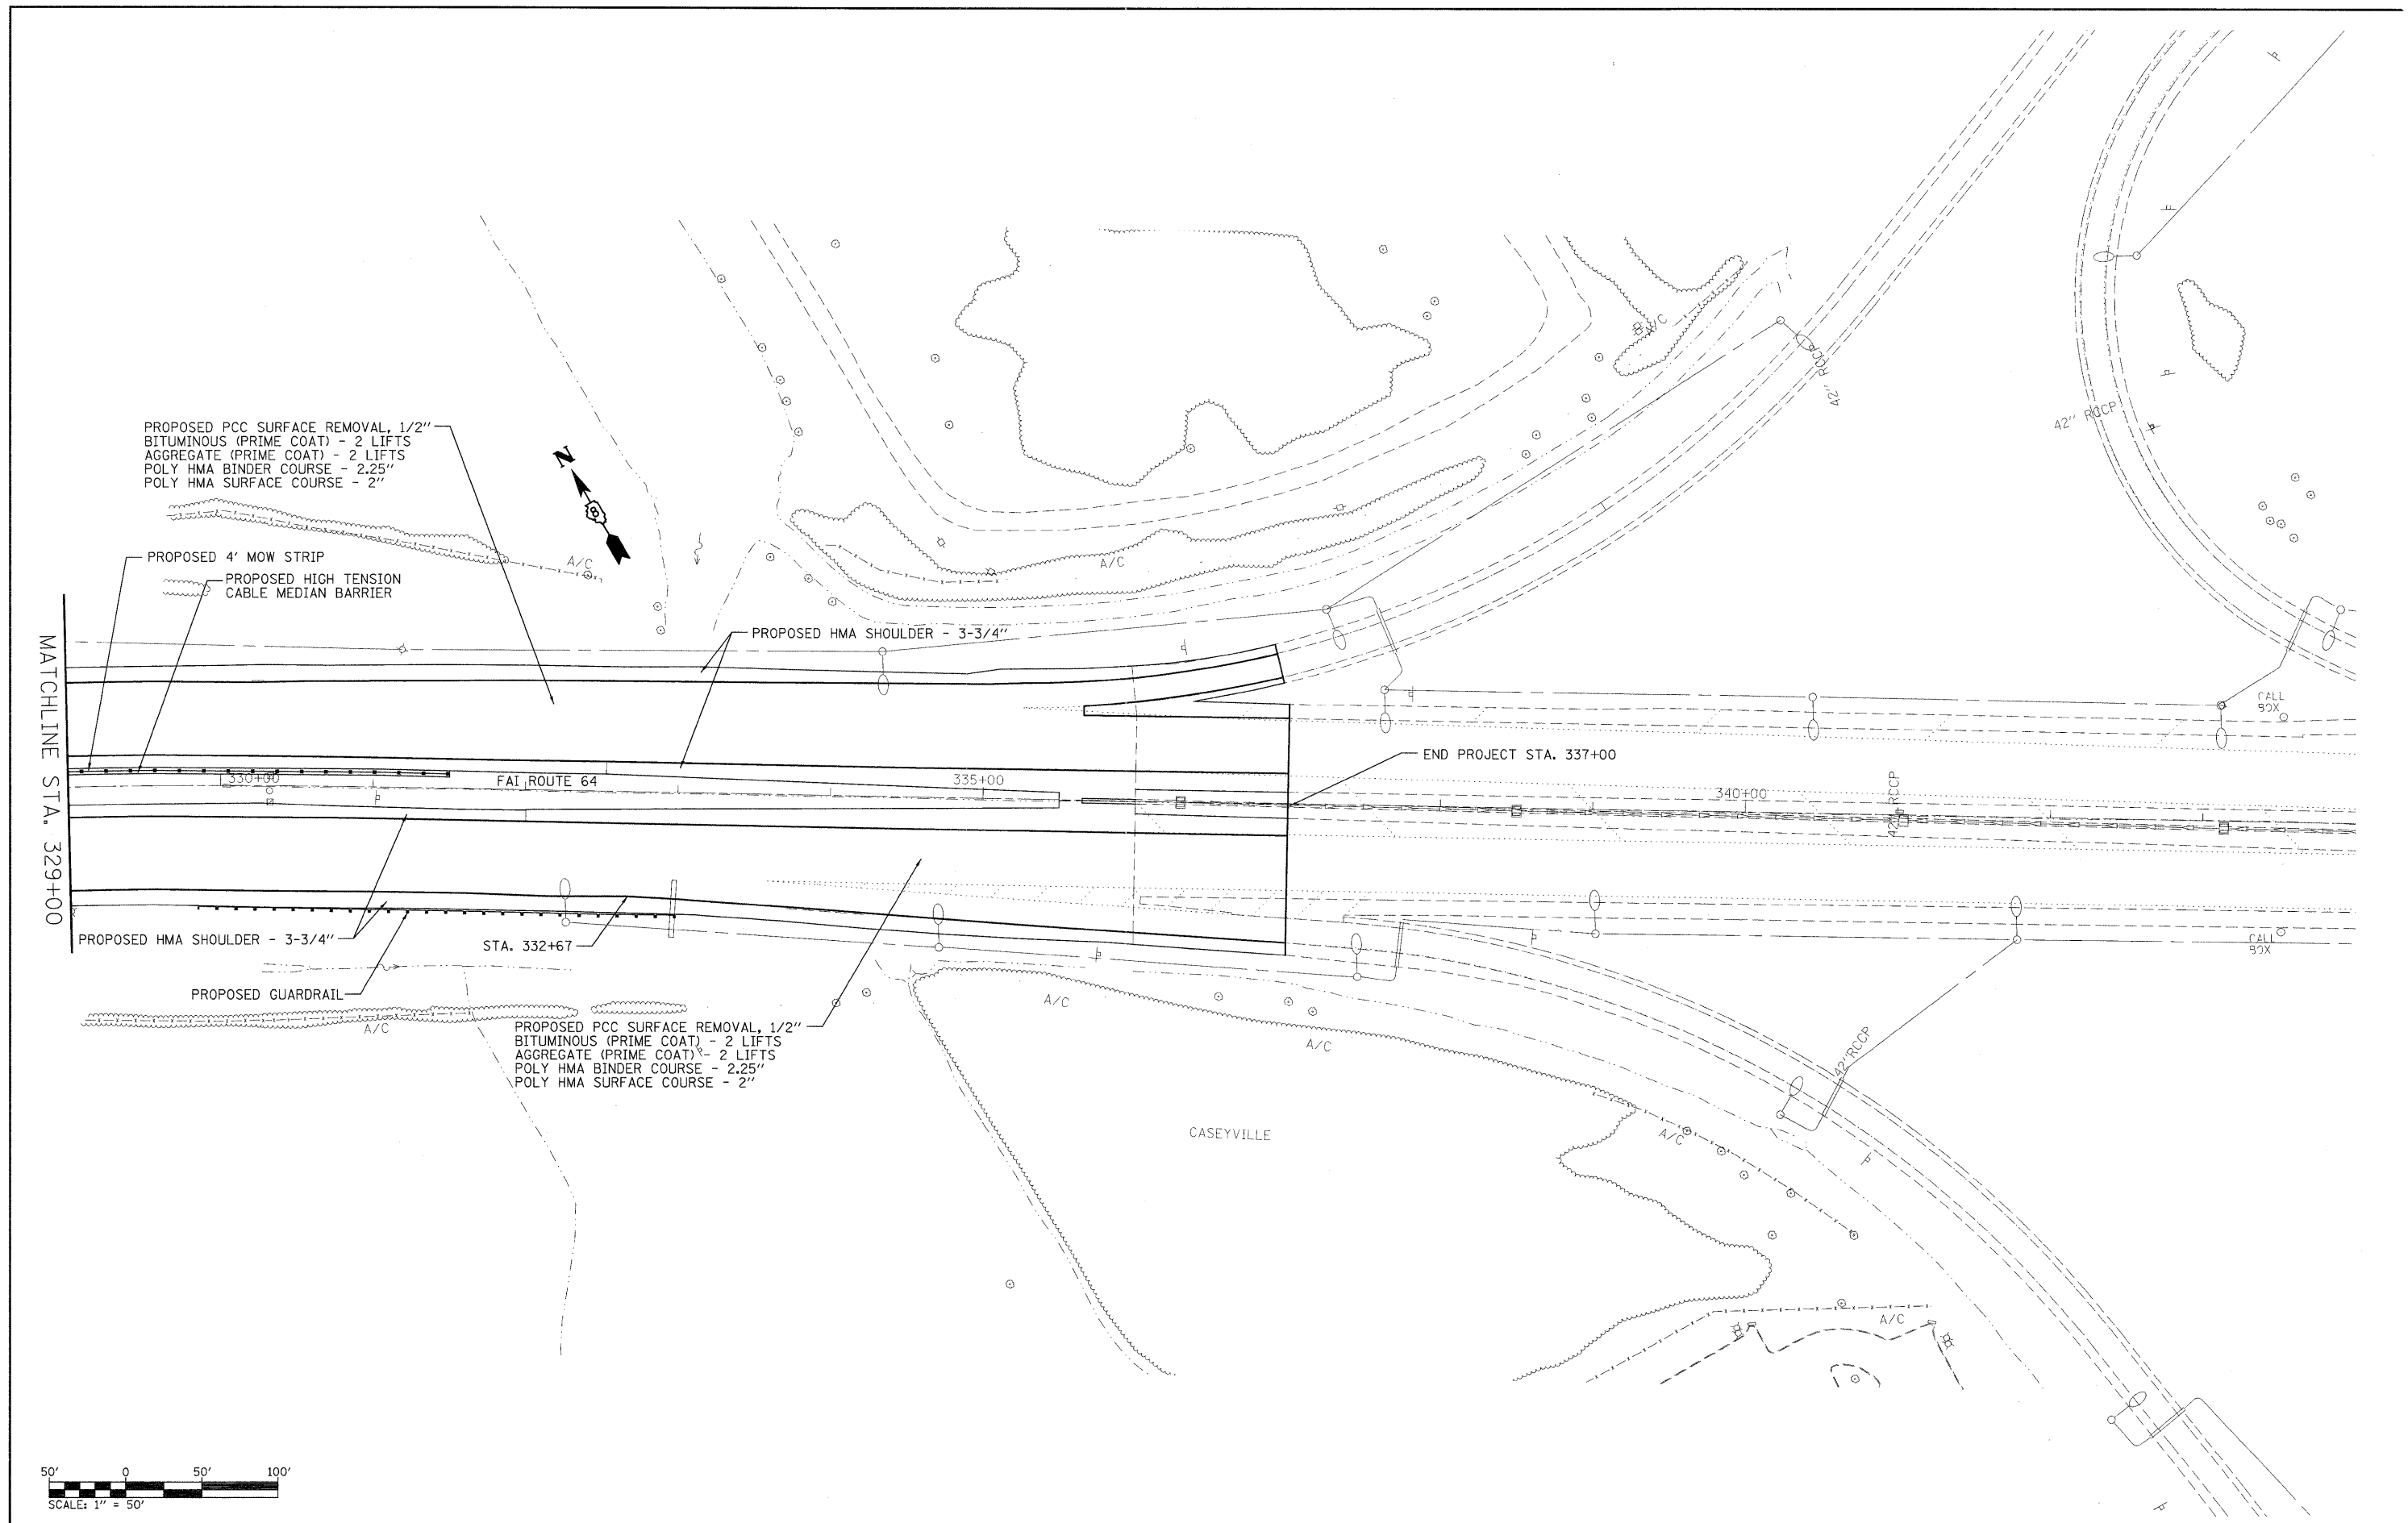 42" RCCP
42" RCCP
A/C
PROPOSED PCC SURFACE REMOVAL, 1/2"
BITUMINOUS (PRIME COAT) - 2 LIFTS
AGGREGATE (PRIME COAT) - 2 LIFTS
POLY HMA BINDER COURSE - 2.25"
POLY HMA SURFACE COURSE - 2"
N
8
PROPOSED 4' MOW STRIP
A/C
A/C
PROPOSED HIGH TENSION
CABLE MEDIAN BARRIER
PROPOSED HMA SHOULDER - 3-3/4"
MATCHLINE STA. 329+00
CALL
BOX
END PROJECT STA. 337+00
330+00
FAI ROUTE 64
335+00
340+00
42" RCCP
PROPOSED HMA SHOULDER - 3-3/4"
STA. 332+67
CALL
BOX
PROPOSED GUARDRAIL
A/C
A/C
A/C
PROPOSED PCC SURFACE REMOVAL, 1/2"
BITUMINOUS (PRIME COAT) - 2 LIFTS
AGGREGATE (PRIME COAT) - 2 LIFTS
POLY HMA BINDER COURSE - 2.25"
POLY HMA SURFACE COURSE - 2"
42" RCCP
CASEYVILLE
A/C
A/C
50' 0 50' 100'
SCALE: 1" = 50'